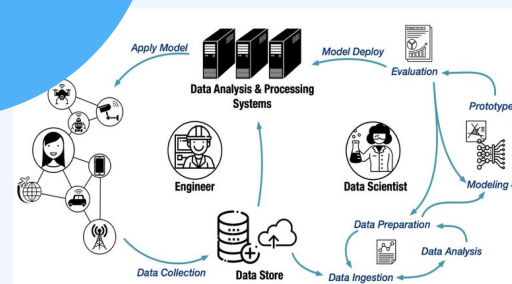 Apply Model
Model Deploy
Evaluation
Data Analysis & Processing
Systems
Prototype
Engineer
Data Scientist
Modeling
Data Preparation
Data Analysis
Data Collection
Data Store
Data Ingestion